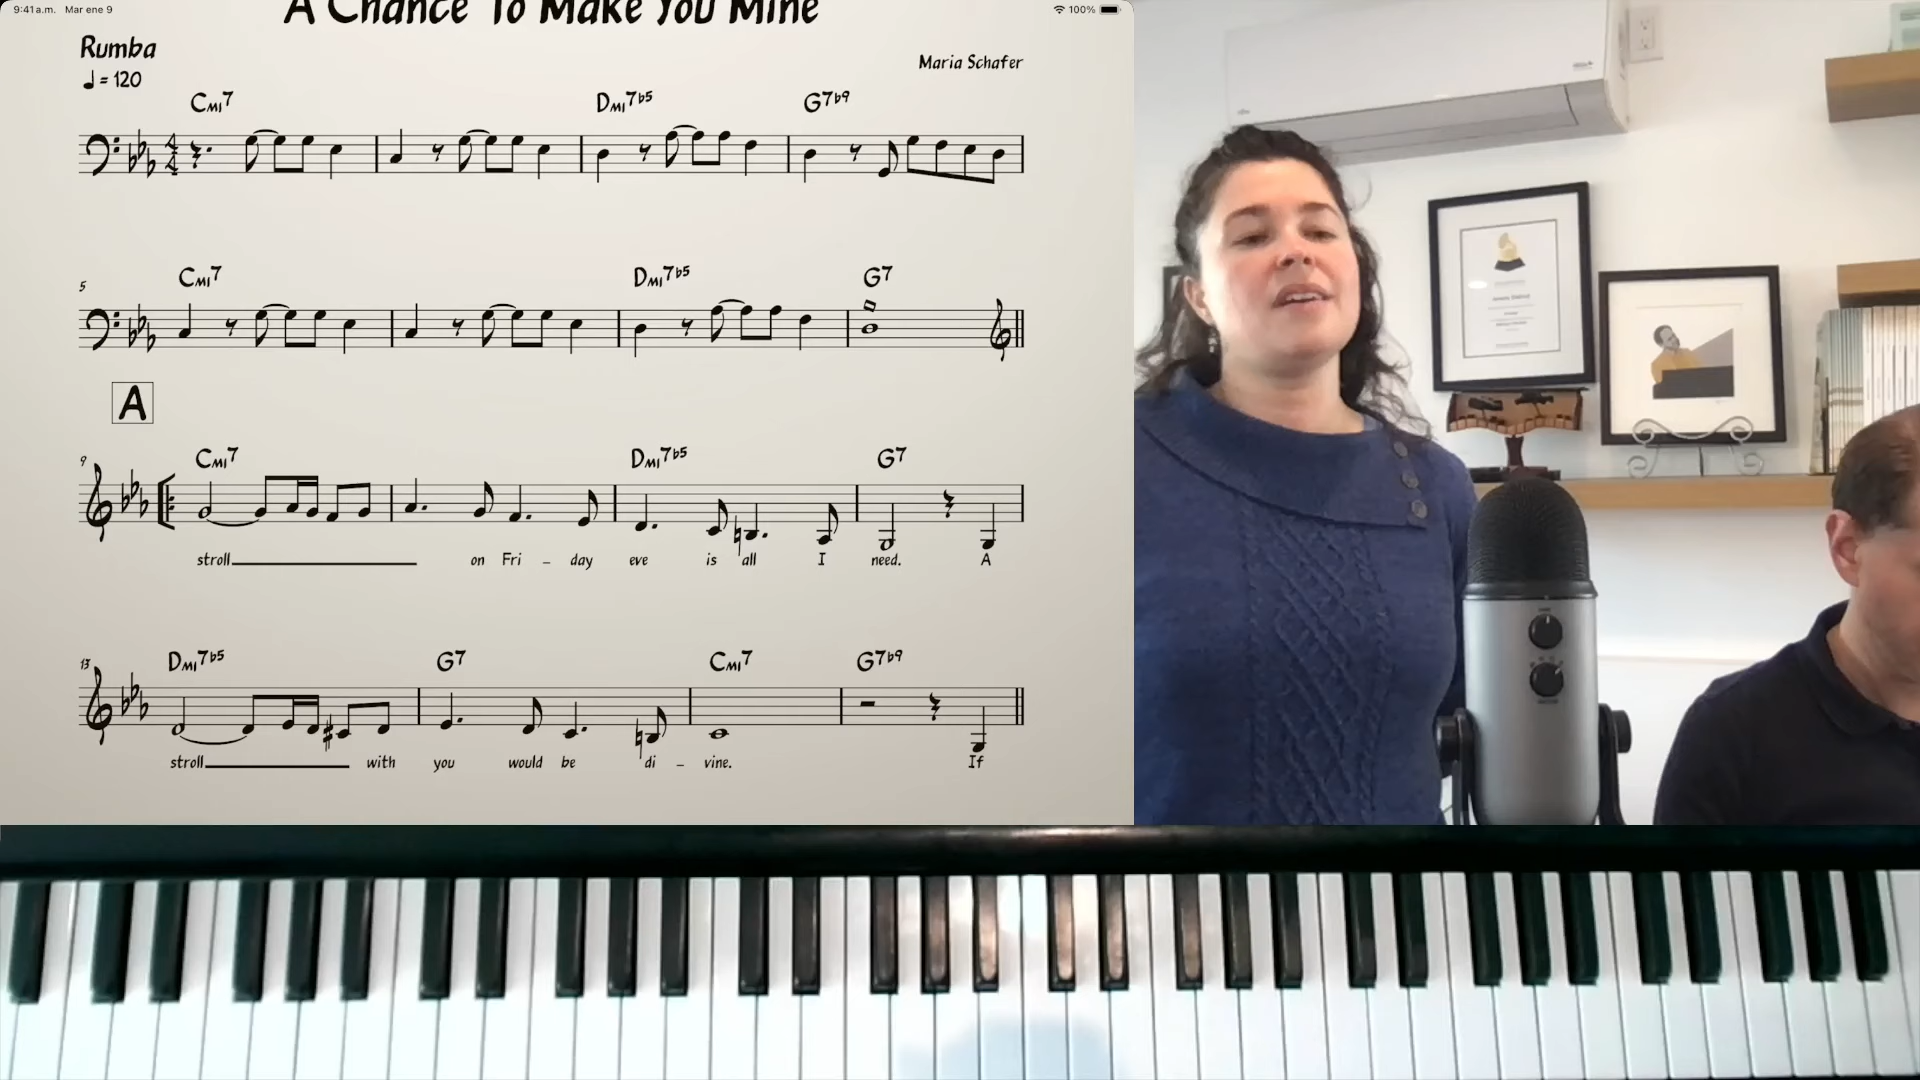 9:41 a.m. Mar ene 9
100%
A Chance To Make You Mine
Rumba
♩ = 120
Maria Schafer
Cmi7 Dmi7b5 G7b9
4
4
5
Cmi7 Dmi7b5 G7
A
9
Cmi7 Dmi7b5 G7
stroll on Fri - day eve is all I need. A
13
Dmi7b5 G7 Cmi7 G7b9
stroll with you would be di - vine. If